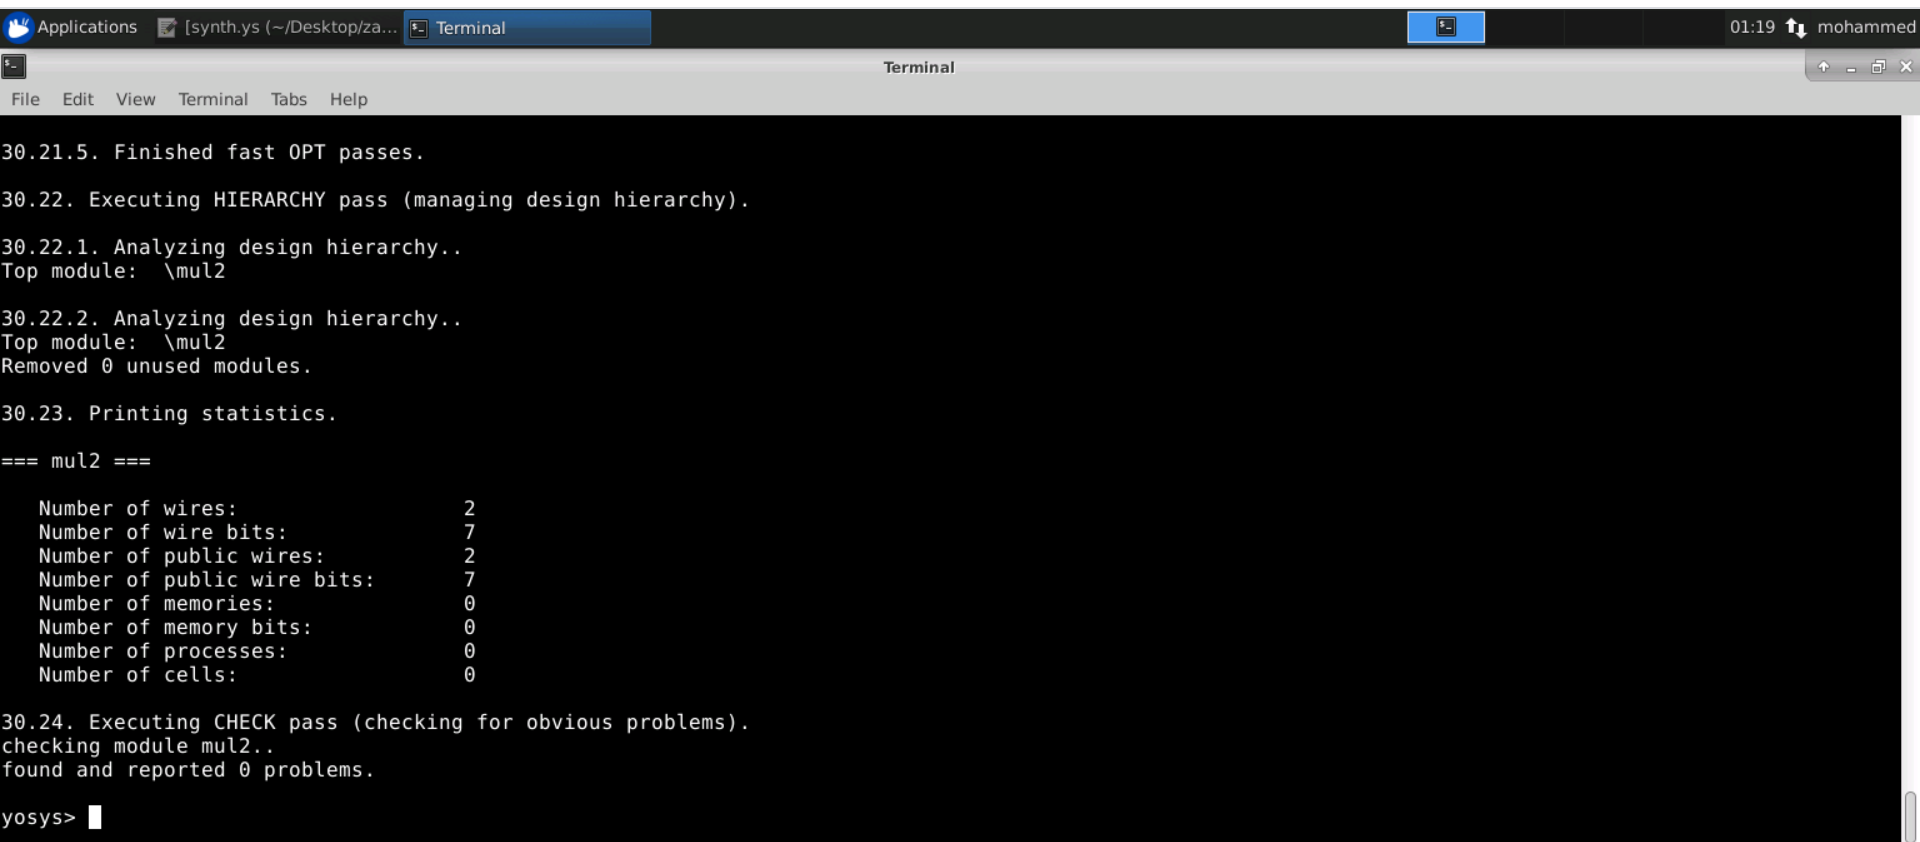 Applications [synth.ys (~/Desktop/za... Terminal 01:19 mohammed
Terminal
File Edit View Terminal Tabs Help
30.21.5. Finished fast OPT passes.
30.22. Executing HIERARCHY pass (managing design hierarchy).
30.22.1. Analyzing design hierarchy..
Top module:  \mul2
30.22.2. Analyzing design hierarchy..
Top module:  \mul2
Removed 0 unused modules.
30.23. Printing statistics.
=== mul2 ===
Number of wires: 2
Number of wire bits: 7
Number of public wires: 2
Number of public wire bits: 7
Number of memories: 0
Number of memory bits: 0
Number of processes: 0
Number of cells: 0
30.24. Executing CHECK pass (checking for obvious problems).
checking module mul2..
found and reported 0 problems.
yosys>